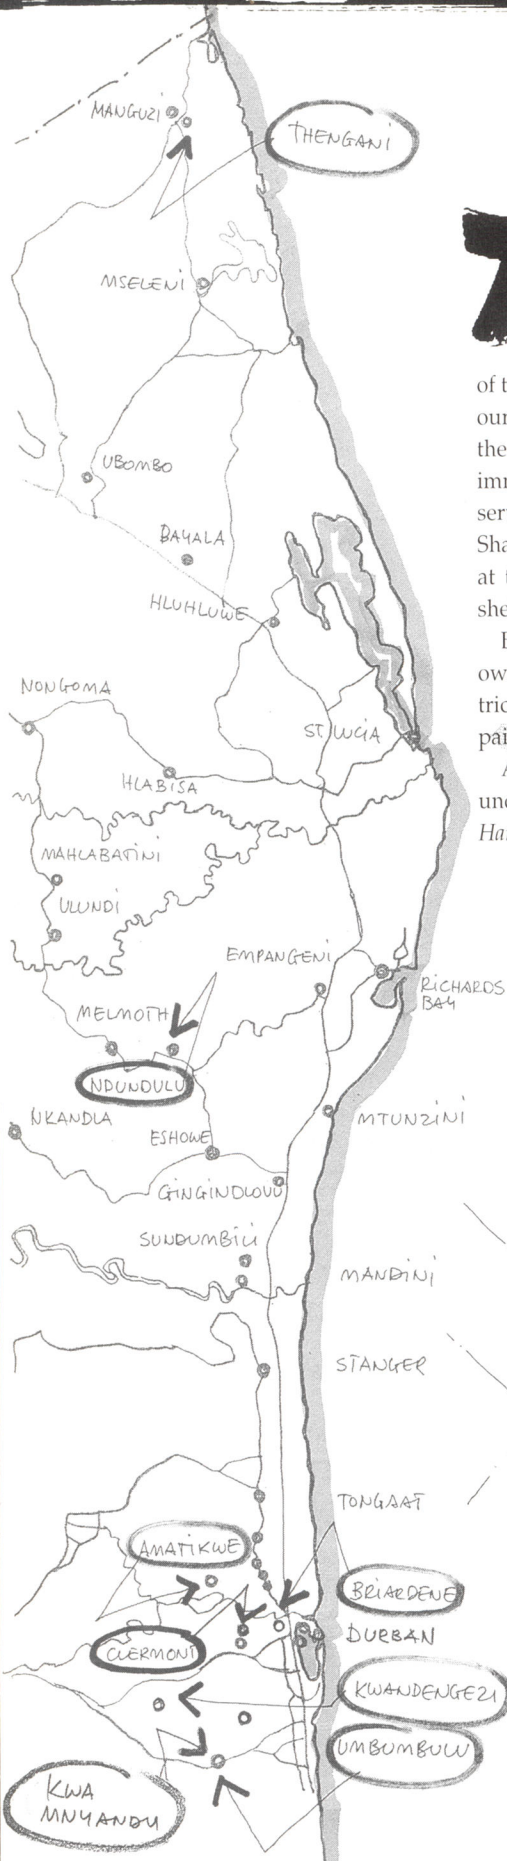 MANGUZI
THENGANI
MSELENI
of t
our
the
UBOMBO
imm
ser
BAYALA
Sha
at t
HLUHLUWE
she
E
ow
NONGOMA
tric
ST LUCIA
pai
A
HLABISA
und
Har
MAHLABATINI
ULUNDI
EMPANGENI
RICHARDS
BAY
MELMOTH
NDUNDULU
NKANDLA
MTUNZINI
ESHOWE
GINGINDLOVU
SUNDUMBILI
MANDINI
STANGER
TONGAAT
AMATIKWE
BRIARDENE
DURBAN
CLERMONT
KWANDENGEZI
UMBUMBULU
KWA
MNYANDU